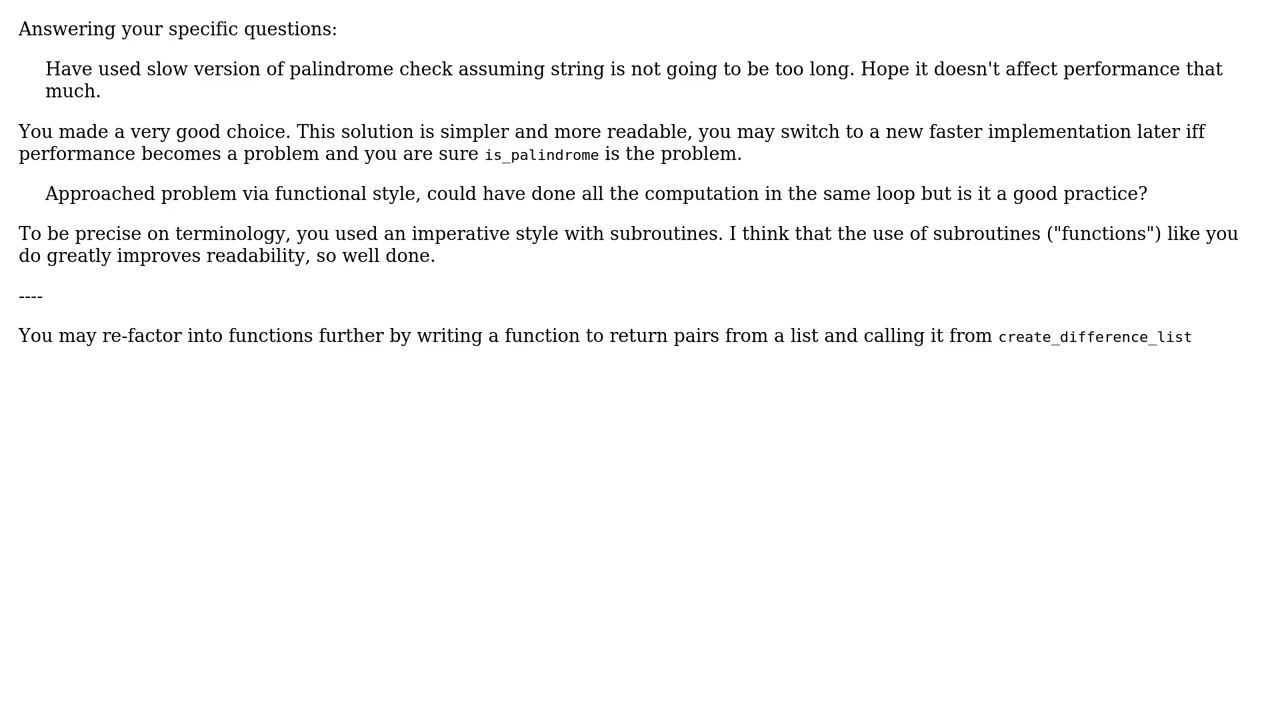 Answering your specific questions:
Have used slow version of palindrome check assuming string is not going to be too long. Hope it doesn't affect performance that
much.
You made a very good choice. This solution is simpler and more readable, you may switch to a new faster implementation later iff
performance becomes a problem and you are sure is_palindrome is the problem.
Approached problem via functional style, could have done all the computation in the same loop but is it a good practice?
To be precise on terminology, you used an imperative style with subroutines. I think that the use of subroutines ("functions") like you
do greatly improves readability, so well done.
----
You may re-factor into functions further by writing a function to return pairs from a list and calling it from create_difference_list